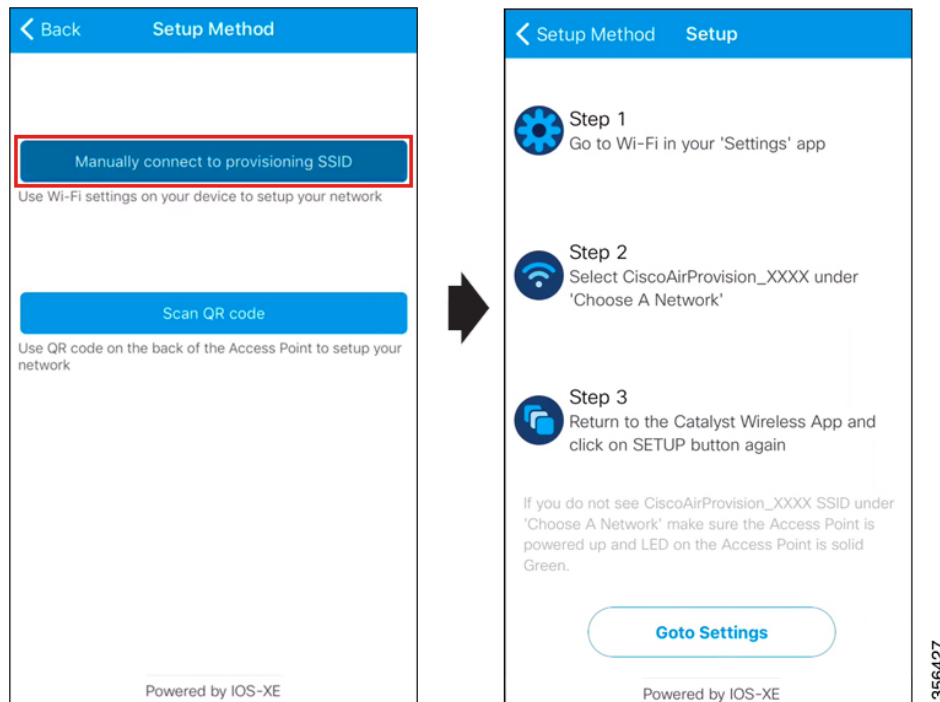 Back
Setup Method
Manually connect to provisioning SSID
Use Wi-Fi settings on your device to setup your network
Scan QR code
Use QR code on the back of the Access Point to setup your
network
Powered by IOS-XE
Setup Method
Setup
Step 1
Go to Wi-Fi in your 'Settings' app
Step 2
Select CiscoAirProvision_XXXX under
'Choose A Network'
Step 3
Return to the Catalyst Wireless App and
click on SETUP button again
If you do not see CiscoAirProvision_XXXX SSID under
'Choose A Network' make sure the Access Point is
powered up and LED on the Access Point is solid
Green.
Goto Settings
Powered by IOS-XE
356427